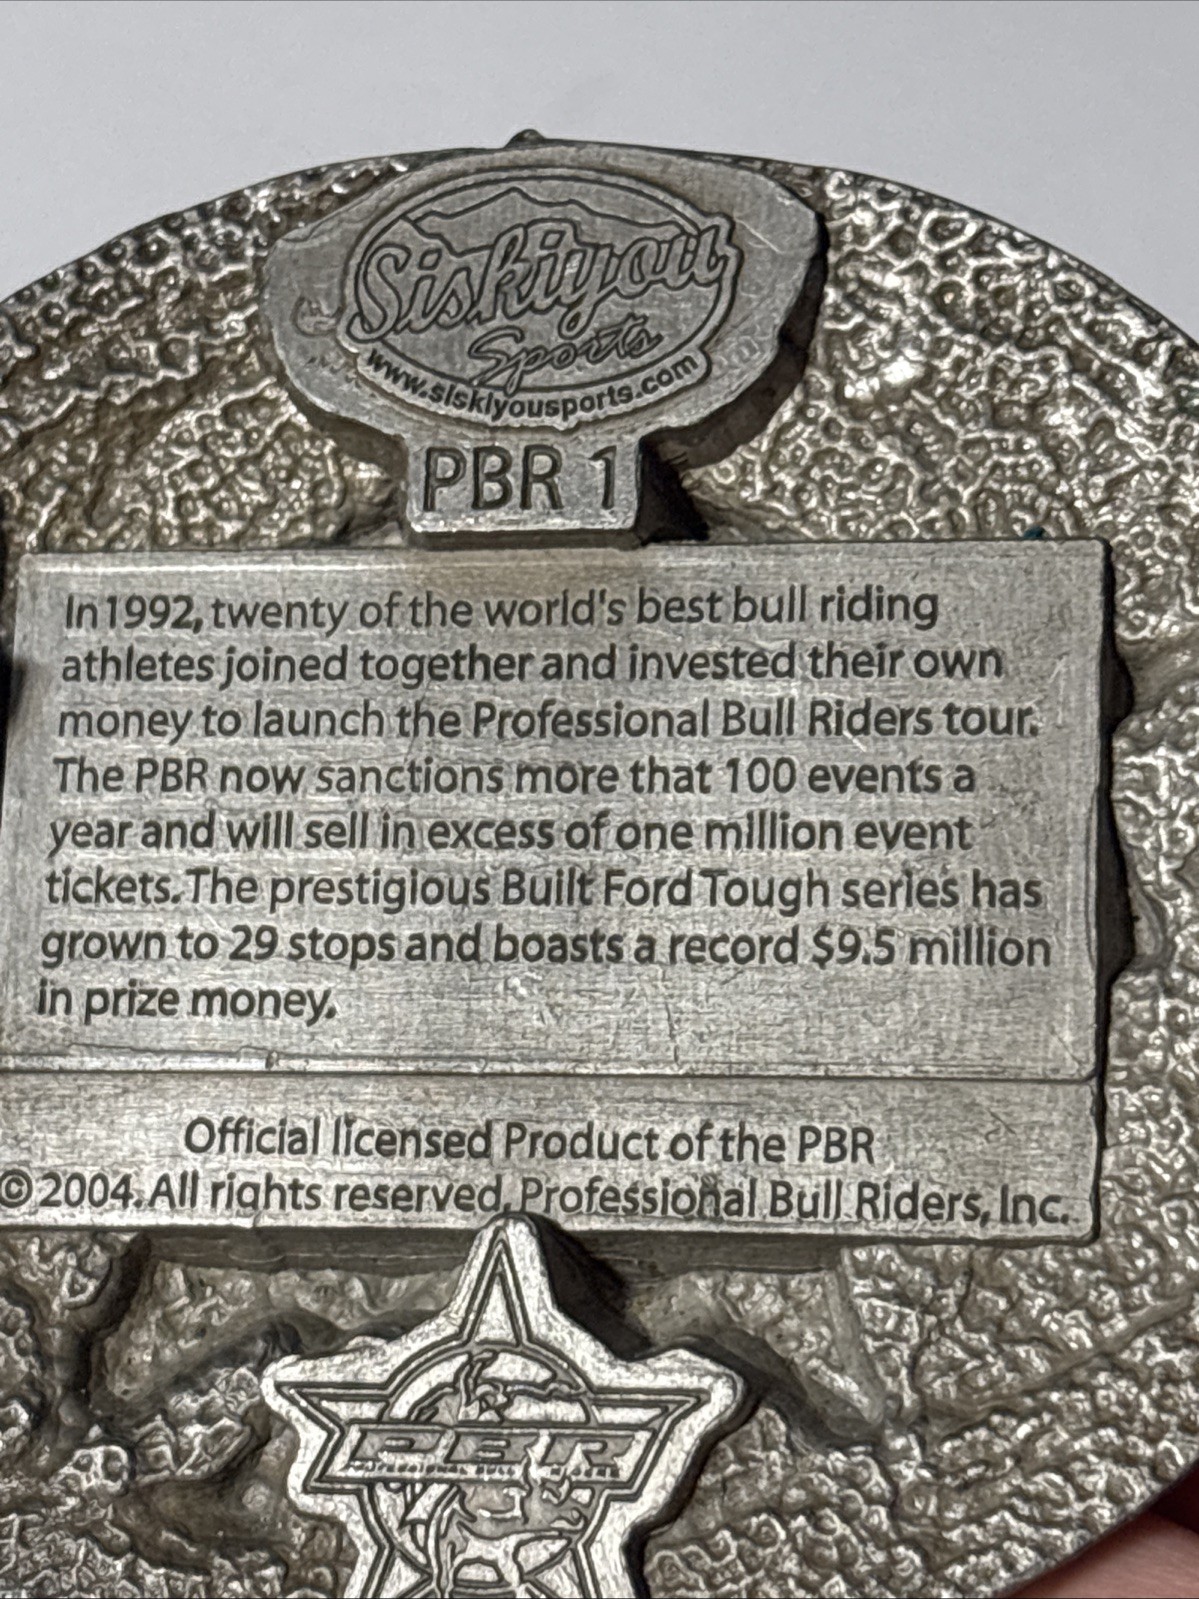 Siskiyou
Sports
www.siskiyousports.com
PBR 1
In 1992, twenty of the world's best bull riding
athletes joined together and invested their own
money to launch the Professional Bull Riders tour.
The PBR now sanctions more that 100 events a
year and will sell in excess of one million event
tickets. The prestigious Built Ford Tough series has
grown to 29 stops and boasts a record $9.5 million
in prize money.
Official licensed Product of the PBR
© 2004. All rights reserved, Professional Bull Riders, Inc.
PBR
PROFESSIONAL BULL RIDERS